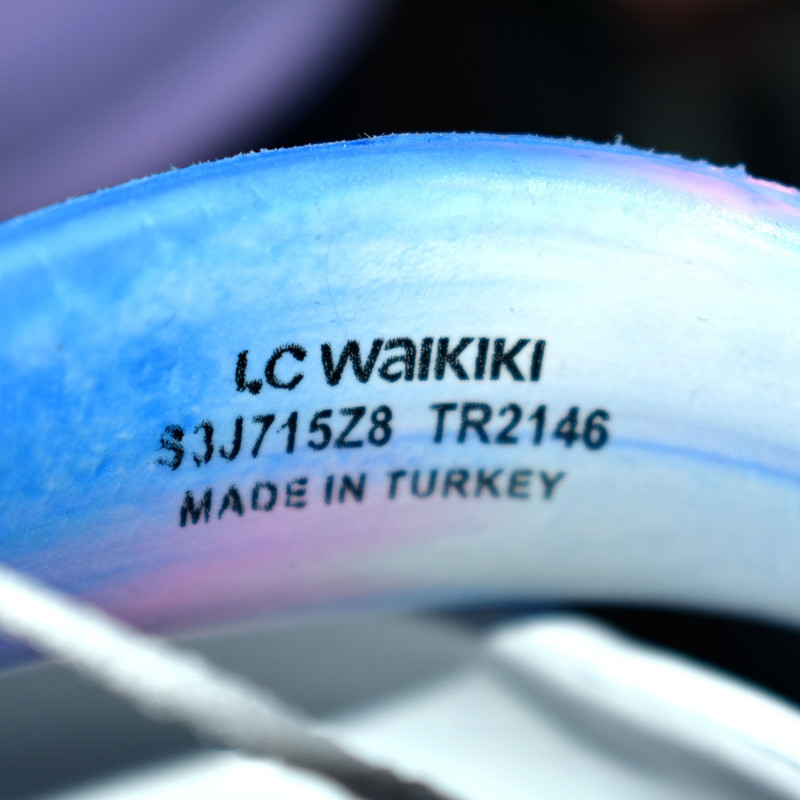 LC WAIKIKI
S3J715Z8 TR2146
MADE IN TURKEY